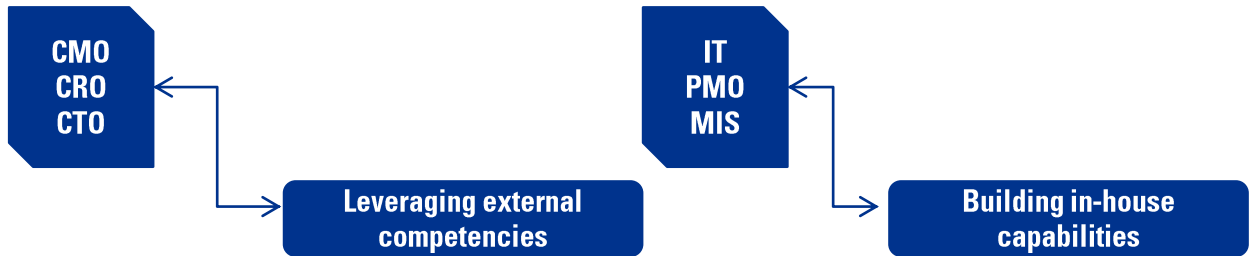 CMO
CRO
CTO
Leveraging external
competencies
IT
PMO
MIS
Building in-house
capabilities